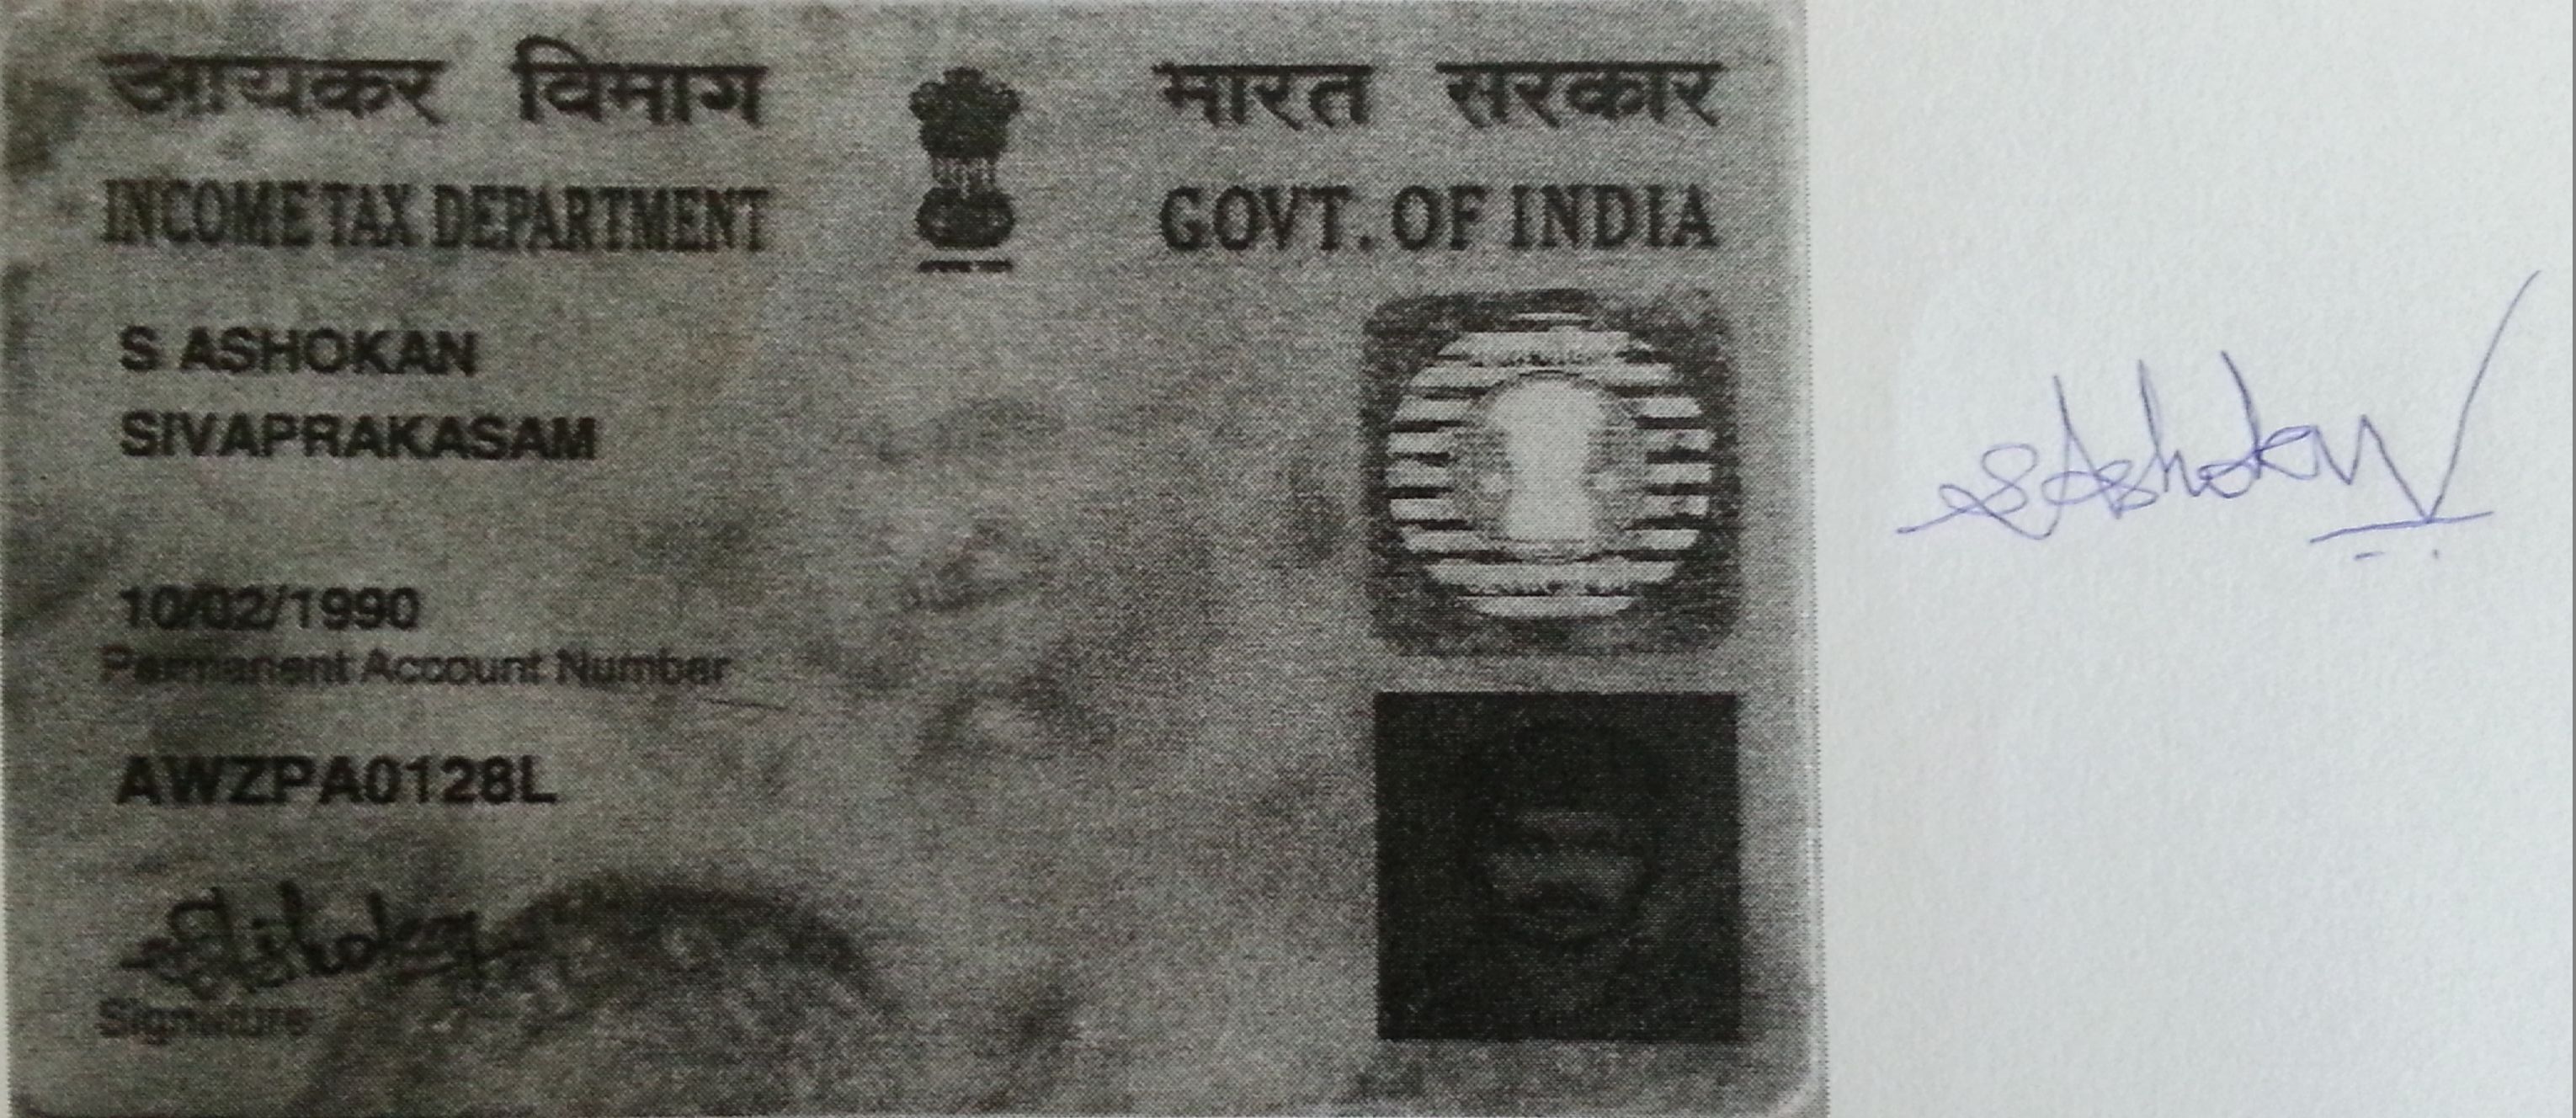 आयकर विभाग
भारत सरकार
INCOME TAX DEPARTMENT
GOVT. OF INDIA
S ASHOKAN
SIVAPRAKASAM
10/02/1990
Permanent Account Number
AWZPA0128L
S Ashokan
Signature
S Ashokan